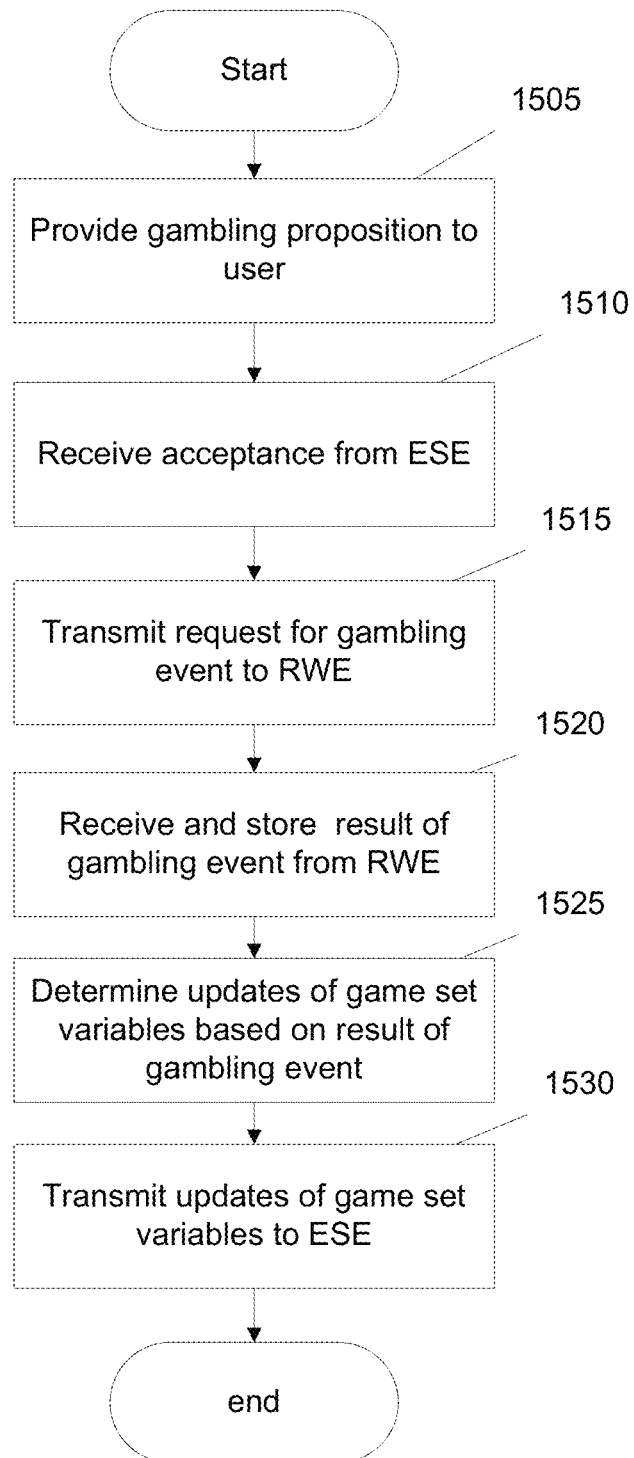 Start
1505
Provide gambling proposition to
user
1510
Receive acceptance from ESE
1515
Transmit request for gambling
event to RWE
1520
Receive and store result of
gambling event from RWE
1525
Determine updates of game set
variables based on result of
gambling event
1530
Transmit updates of game set
variables to ESE
end